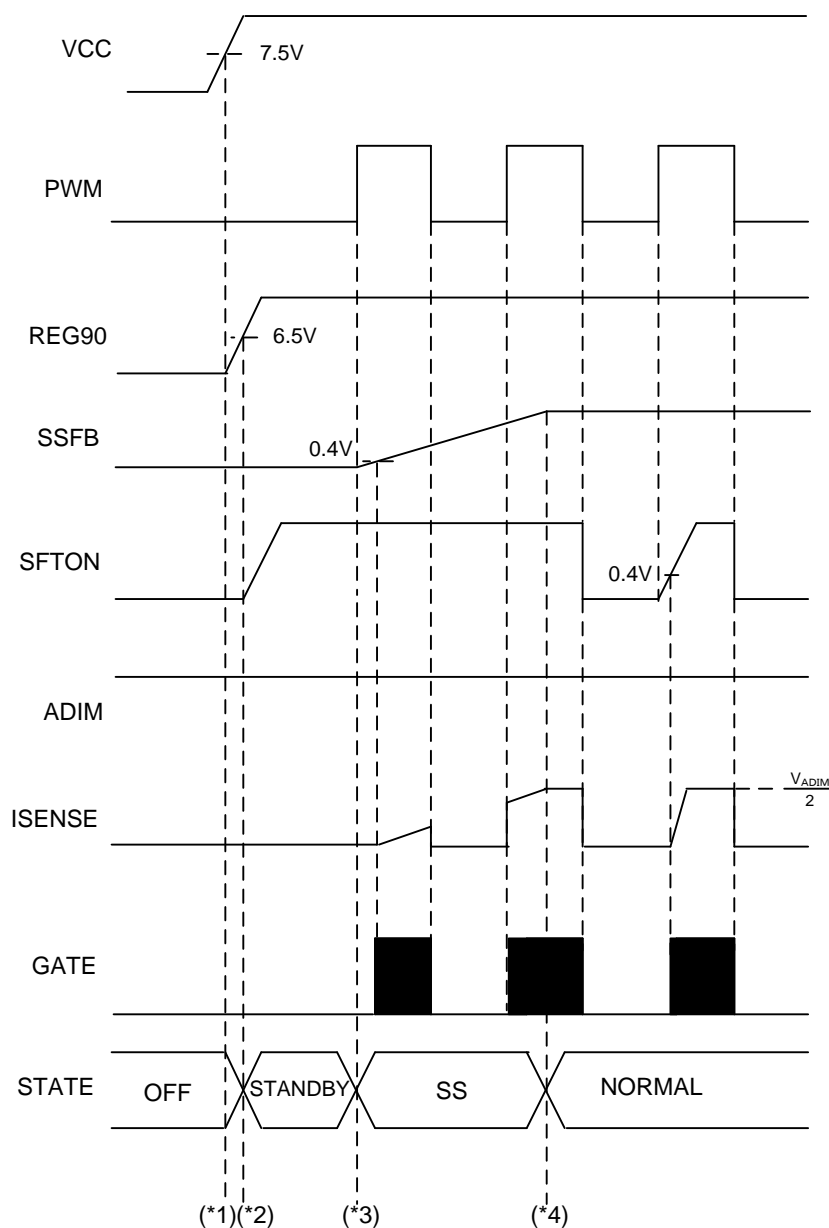 VCC
7.5V
PWM
REG90
6.5V
SSFB
0.4V
SFTON
0.4V
ADIM
ISENSE
VADIM
2
GATE
STATE
OFF
STANDBY
SS
NORMAL
(*1)(*2)
(*3)
(*4)